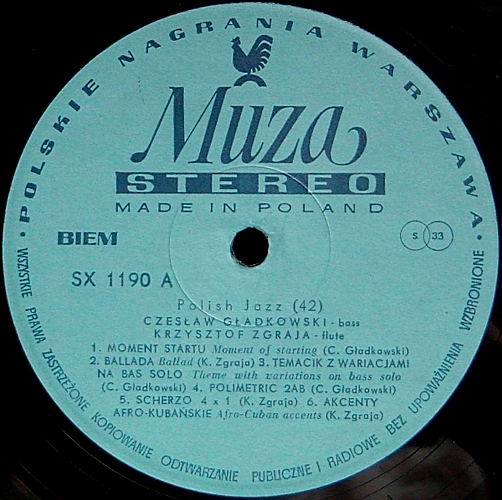 • POLSKIE NAGRANIA WARSZAWA •
Muza
STEREO
MADE IN POLAND
BIEM
S 33
SX 1190 A
Polish Jazz (42)
CZESŁAW GŁADKOWSKI - bass
KRZYSZTOF ZGRAJA - flute
1. MOMENT STARTU Moment of starting (C. Gładkowski)
2. BALLADA Ballad (K. Zgraja) 3. TEMACIK Z WARIACJAMI
NA BAS SOLO Theme with variations on bass solo
(C. Gładkowski) 4. POLIMETRIC 2AB (C. Gładkowski)
5. SCHERZO 4 x 1 (K. Zgraja) 6. AKCENTY
AFRO-KUBAŃSKIE Afro-Cuban accents (K. Zgraja)
WSZYSTKIE PRAWA ZASTRZEŻONE KOPIOWANIE ODTWARZANIE PUBLICZNE I RADIOWE BEZ UPOWAŻNIENIA WZBRONIONE